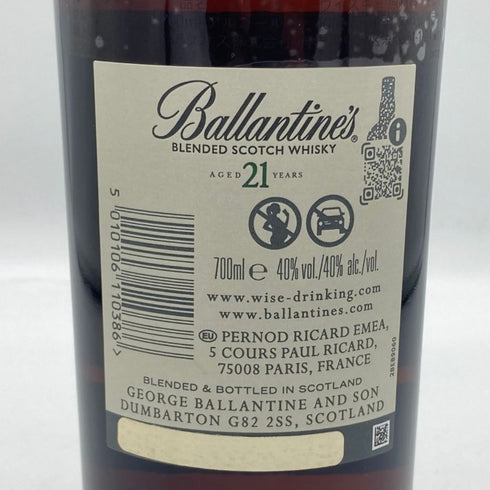 Ballantine's®
BLENDED SCOTCH WHISKY
AGED 21 YEARS
700ml e 40% vol./40% alc./vol.
www.wise-drinking.com
www.ballantines.com
EU PERNOD RICARD EMEA,
5 COURS PAUL RICARD,
75008 PARIS, FRANCE
BLENDED & BOTTLED IN SCOTLAND
GEORGE BALLANTINE AND SON
DUMBARTON G82 2SS, SCOTLAND
5 010106 110386 >